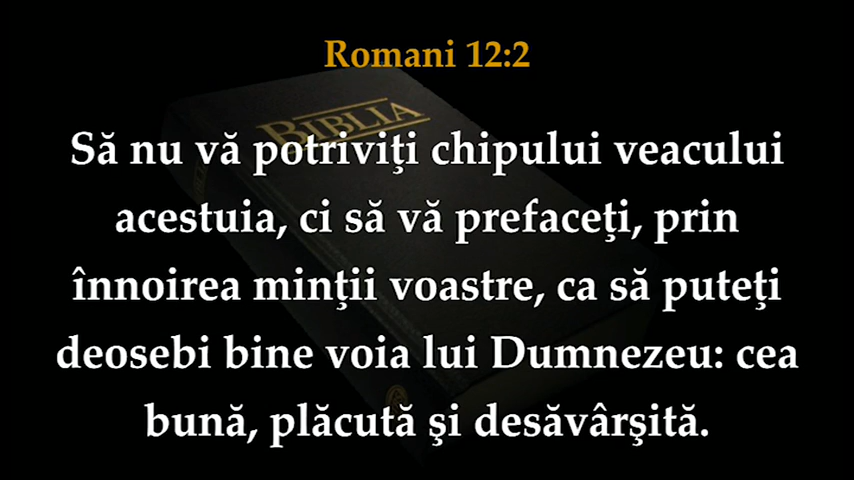 Romani 12:2
BIBLIA
Să nu vă potriviţi chipului veacului
acestuia, ci să vă prefaceţi, prin
înnoirea minţii voastre, ca să puteţi
deosebi bine voia lui Dumnezeu: cea
bună, plăcută şi desăvârşită.